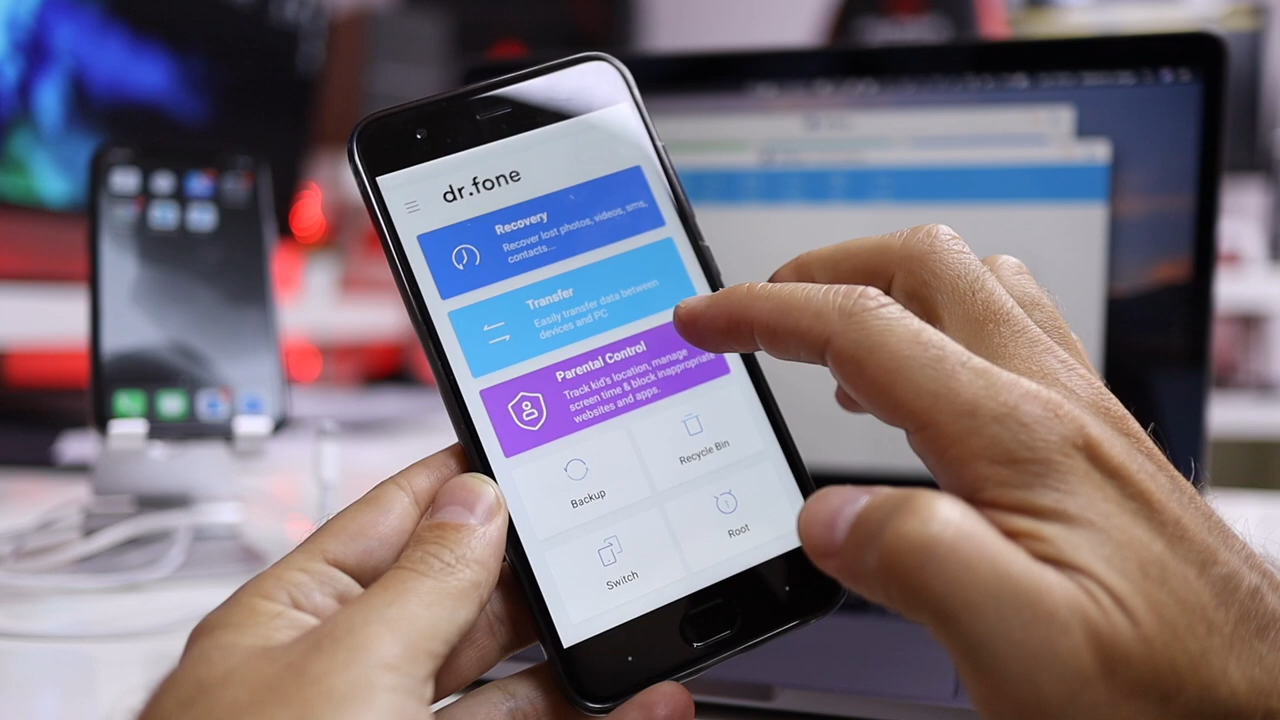 dr.fone
Recovery
Recover lost photos, videos, sms,
contacts...
Transfer
Easily transfer data between
devices and PC
Parental Control
Track kid's location, manage
screen time & block inappropriate
websites and apps.
Backup
Recycle Bin
Switch
Root